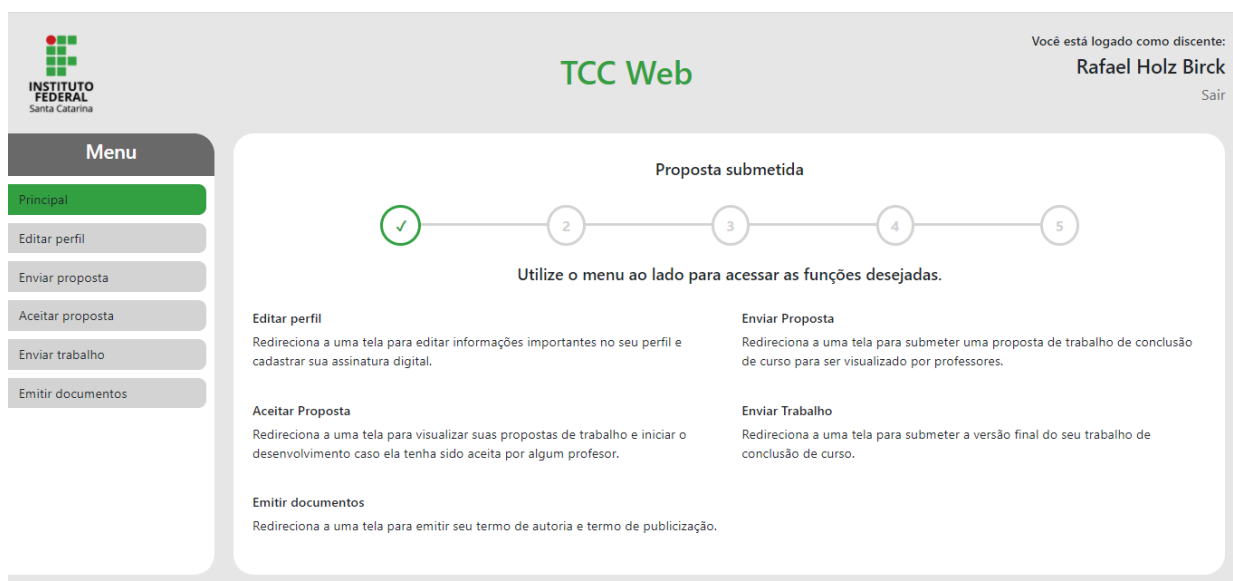 INSTITUTO
FEDERAL
Santa Catarina
TCC Web
Você está logado como discente:
Rafael Holz Birck
Sair
Menu
Principal
Editar perfil
Enviar proposta
Aceitar proposta
Enviar trabalho
Emitir documentos
Proposta submetida
✓ 2 3 4 5
Utilize o menu ao lado para acessar as funções desejadas.
Editar perfil
Redireciona a uma tela para editar informações importantes no seu perfil e
cadastrar sua assinatura digital.
Enviar Proposta
Redireciona a uma tela para submeter uma proposta de trabalho de conclusão
de curso para ser visualizado por professores.
Aceitar Proposta
Redireciona a uma tela para visualizar suas propostas de trabalho e iniciar o
desenvolvimento caso ela tenha sido aceita por algum profesor.
Enviar Trabalho
Redireciona a uma tela para submeter a versão final do seu trabalho de
conclusão de curso.
Emitir documentos
Redireciona a uma tela para emitir seu termo de autoria e termo de publicização.